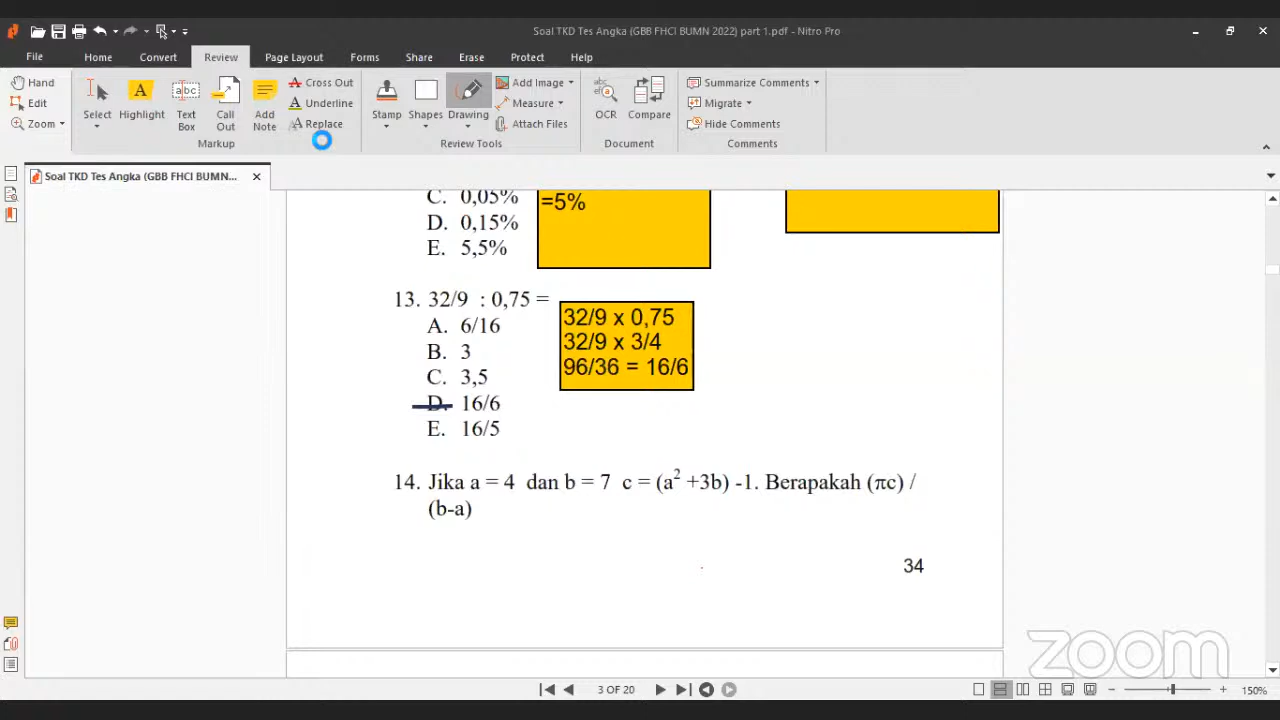 Soal TKD Tes Angka (GBB FHCI BUMN 2022) part 1.pdf - Nitro Pro
File Home Convert Review Page Layout Forms Share Erase Protect Help
Hand
Edit
Zoom
Select
Highlight
Text Box
Call Out
Add Note
Cross Out
Underline
Replace
Markup
Stamp
Shapes
Drawing
Add Image
Measure
Attach Files
Review Tools
OCR
Compare
Document
Summarize Comments
Migrate
Hide Comments
Comments
Soal TKD Tes Angka (GBB FHCI BUMN...
C. 0,05%
D. 0,15%
E. 5,5%
=5%
13. 32/9 : 0,75 =
A. 6/16
B. 3
C. 3,5
D. 16/6
E. 16/5
32/9 x 0,75
32/9 x 3/4
96/36 = 16/6
14. Jika a = 4 dan b = 7 c = (a² +3b) -1. Berapakah (πc) /
(b-a)
34
zoom
3 OF 20
150%